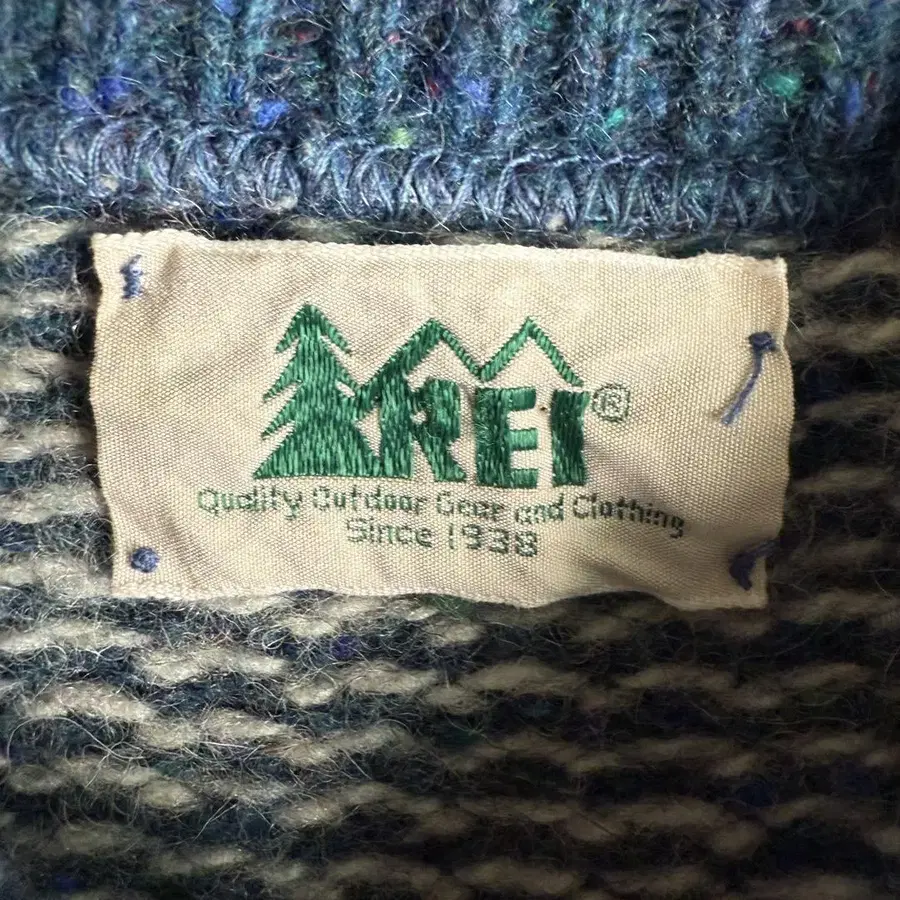 REI®
Quality Outdoor Gear and Clothing
Since 1938